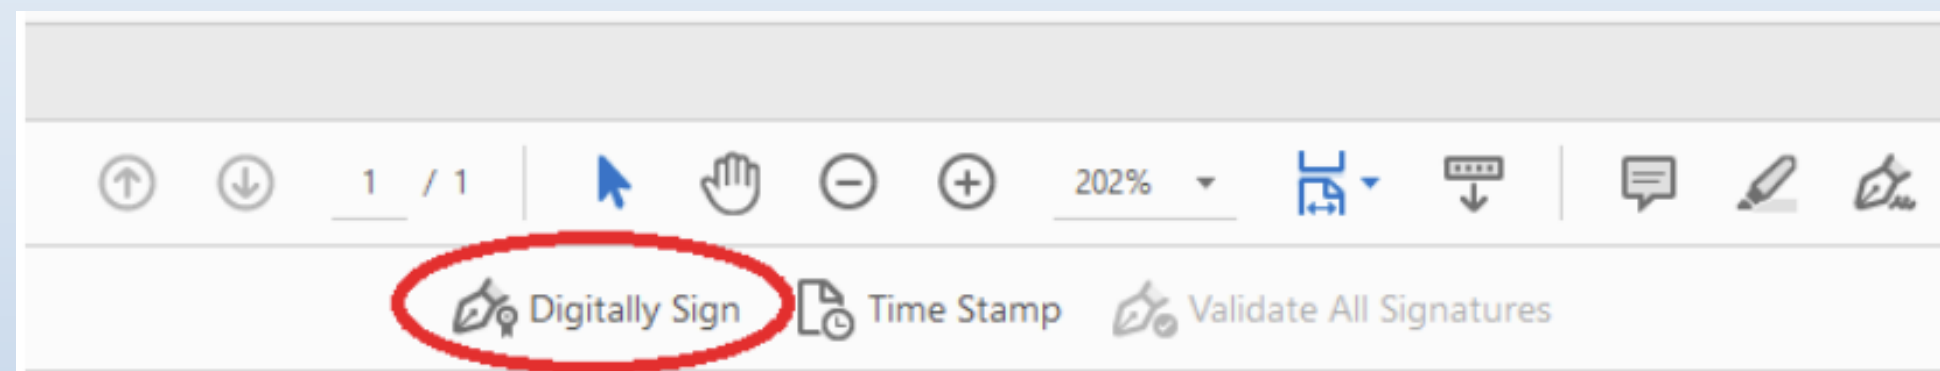 1 / 1 202%
Digitally Sign Time Stamp Validate All Signatures